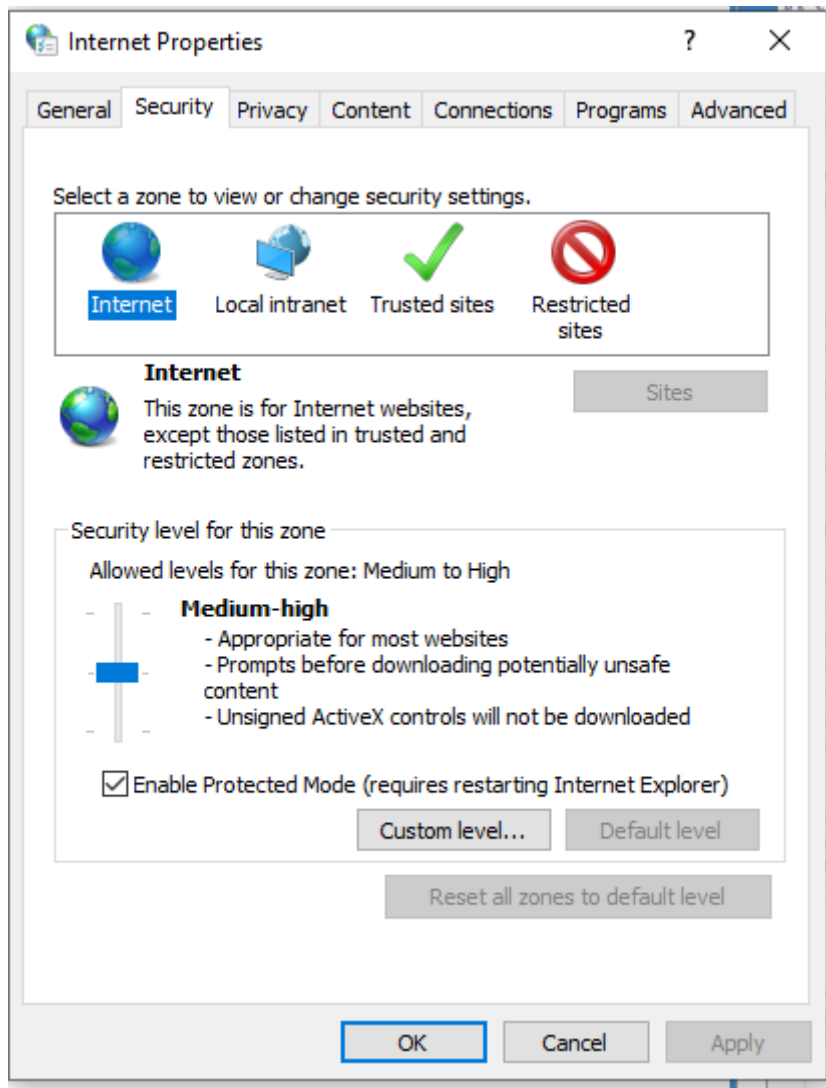 Internet Properties
?
General Security Privacy Content Connections Programs Advanced
Select a zone to view or change security settings.
Internet Local intranet Trusted sites Restricted
sites
Internet
Sites
This zone is for Internet websites,
except those listed in trusted and
restricted zones.
Security level for this zone
Allowed levels for this zone: Medium to High
Medium-high
- Appropriate for most websites
- Prompts before downloading potentially unsafe
content
- Unsigned ActiveX controls will not be downloaded
Enable Protected Mode (requires restarting Internet Explorer)
Custom level... Default level
Reset all zones to default level
OK Cancel Apply